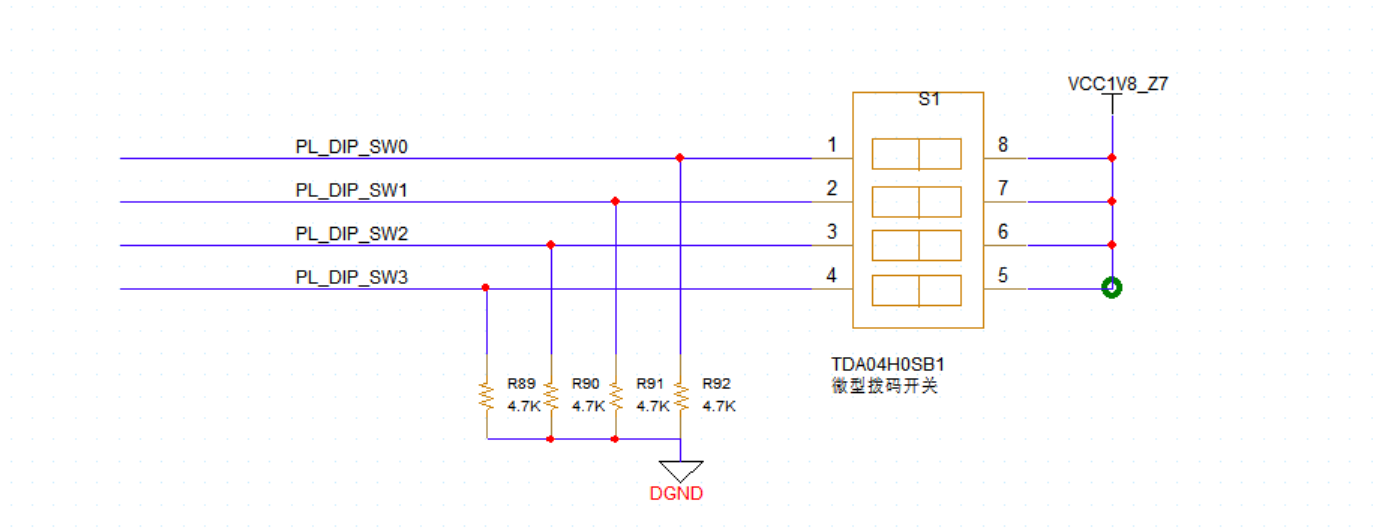 VCC1V8_Z7
S1
PL_DIP_SW0 1 8
PL_DIP_SW1 2 7
PL_DIP_SW2 3 6
PL_DIP_SW3 4 5
TDA04H0SB1
微型拨码开关
R89 R90 R91 R92
4.7K 4.7K 4.7K 4.7K
DGND